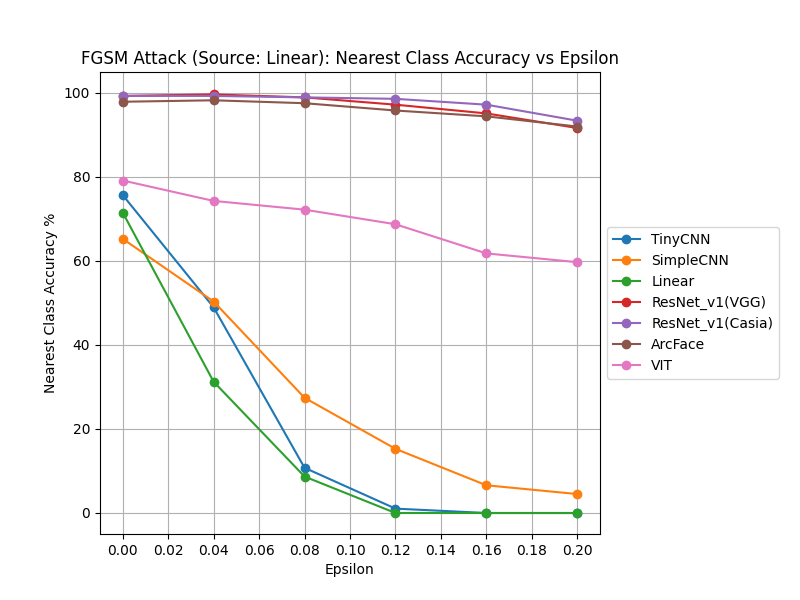 FGSM Attack (Source: Linear): Nearest Class Accuracy vs Epsilon
100
80
60
40
20
0
Nearest Class Accuracy %
0.00 0.02 0.04 0.06 0.08 0.10 0.12 0.14 0.16 0.18 0.20
Epsilon
TinyCNN
SimpleCNN
Linear
ResNet_v1(VGG)
ResNet_v1(Casia)
ArcFace
VIT